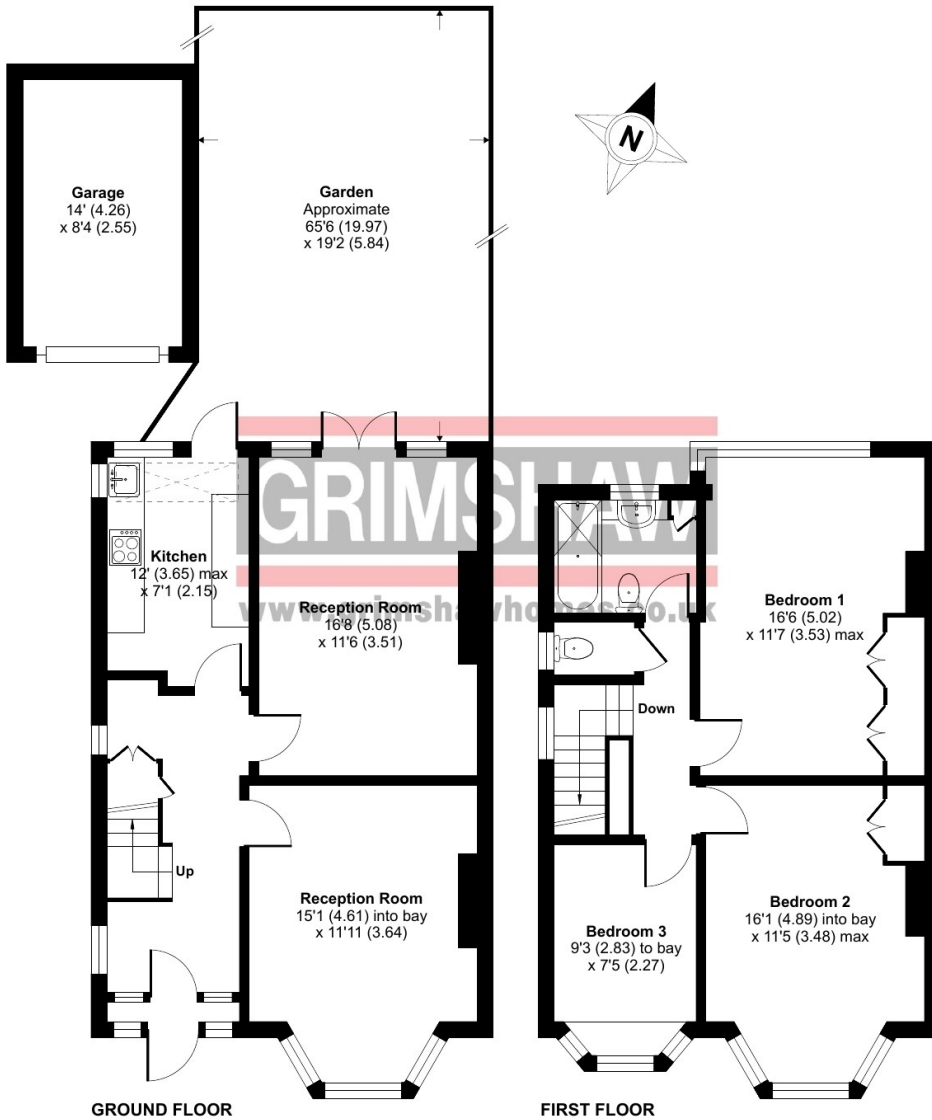 N
Garage
14' (4.26)
x 8'4 (2.55)
Garden
Approximate
65'6 (19.97)
x 19'2 (5.84)
GRIMSHAW
www.grimshawhomes.co.uk
Kitchen
12' (3.65) max
x 7'1 (2.15)
Reception Room
16'8 (5.08)
x 11'6 (3.51)
Bedroom 1
16'6 (5.02)
x 11'7 (3.53) max
Down
Up
Reception Room
15'1 (4.61) into bay
x 11'11 (3.64)
Bedroom 3
9'3 (2.83) to bay
x 7'5 (2.27)
Bedroom 2
16'1 (4.89) into bay
x 11'5 (3.48) max
GROUND FLOOR
FIRST FLOOR